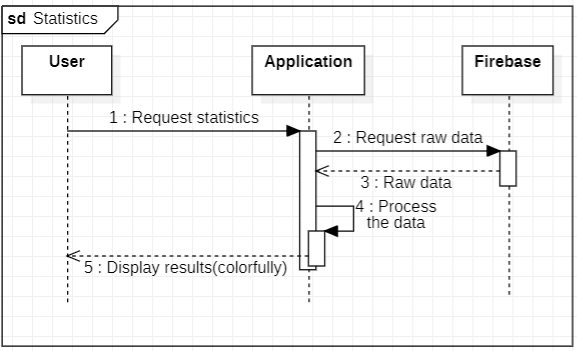 sd Statistics
User
Application
Firebase
1 : Request statistics
2 : Request raw data
3 : Raw data
4 : Process
the data
5 : Display results(colorfully)